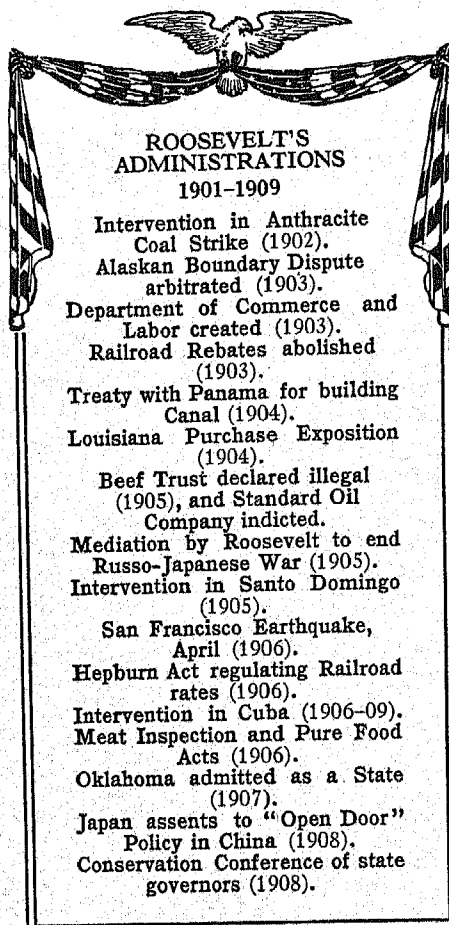 ROOSEVELT'S
ADMINISTRATIONS
1901–1909
Intervention in Anthracite
Coal Strike (1902).
Alaskan Boundary Dispute
arbitrated (1903).
Department of Commerce and
Labor created (1903).
Railroad Rebates abolished
(1903).
Treaty with Panama for building
Canal (1904).
Louisiana Purchase Exposition
(1904).
Beef Trust declared illegal
(1905), and Standard Oil
Company indicted.
Mediation by Roosevelt to end
Russo-Japanese War (1905).
Intervention in Santo Domingo
(1905).
San Francisco Earthquake,
April (1906).
Hepburn Act regulating Railroad
rates (1906).
Intervention in Cuba (1906–09).
Meat Inspection and Pure Food
Acts (1906).
Oklahoma admitted as a State
(1907).
Japan assents to "Open Door"
Policy in China (1908).
Conservation Conference of state
governors (1908).